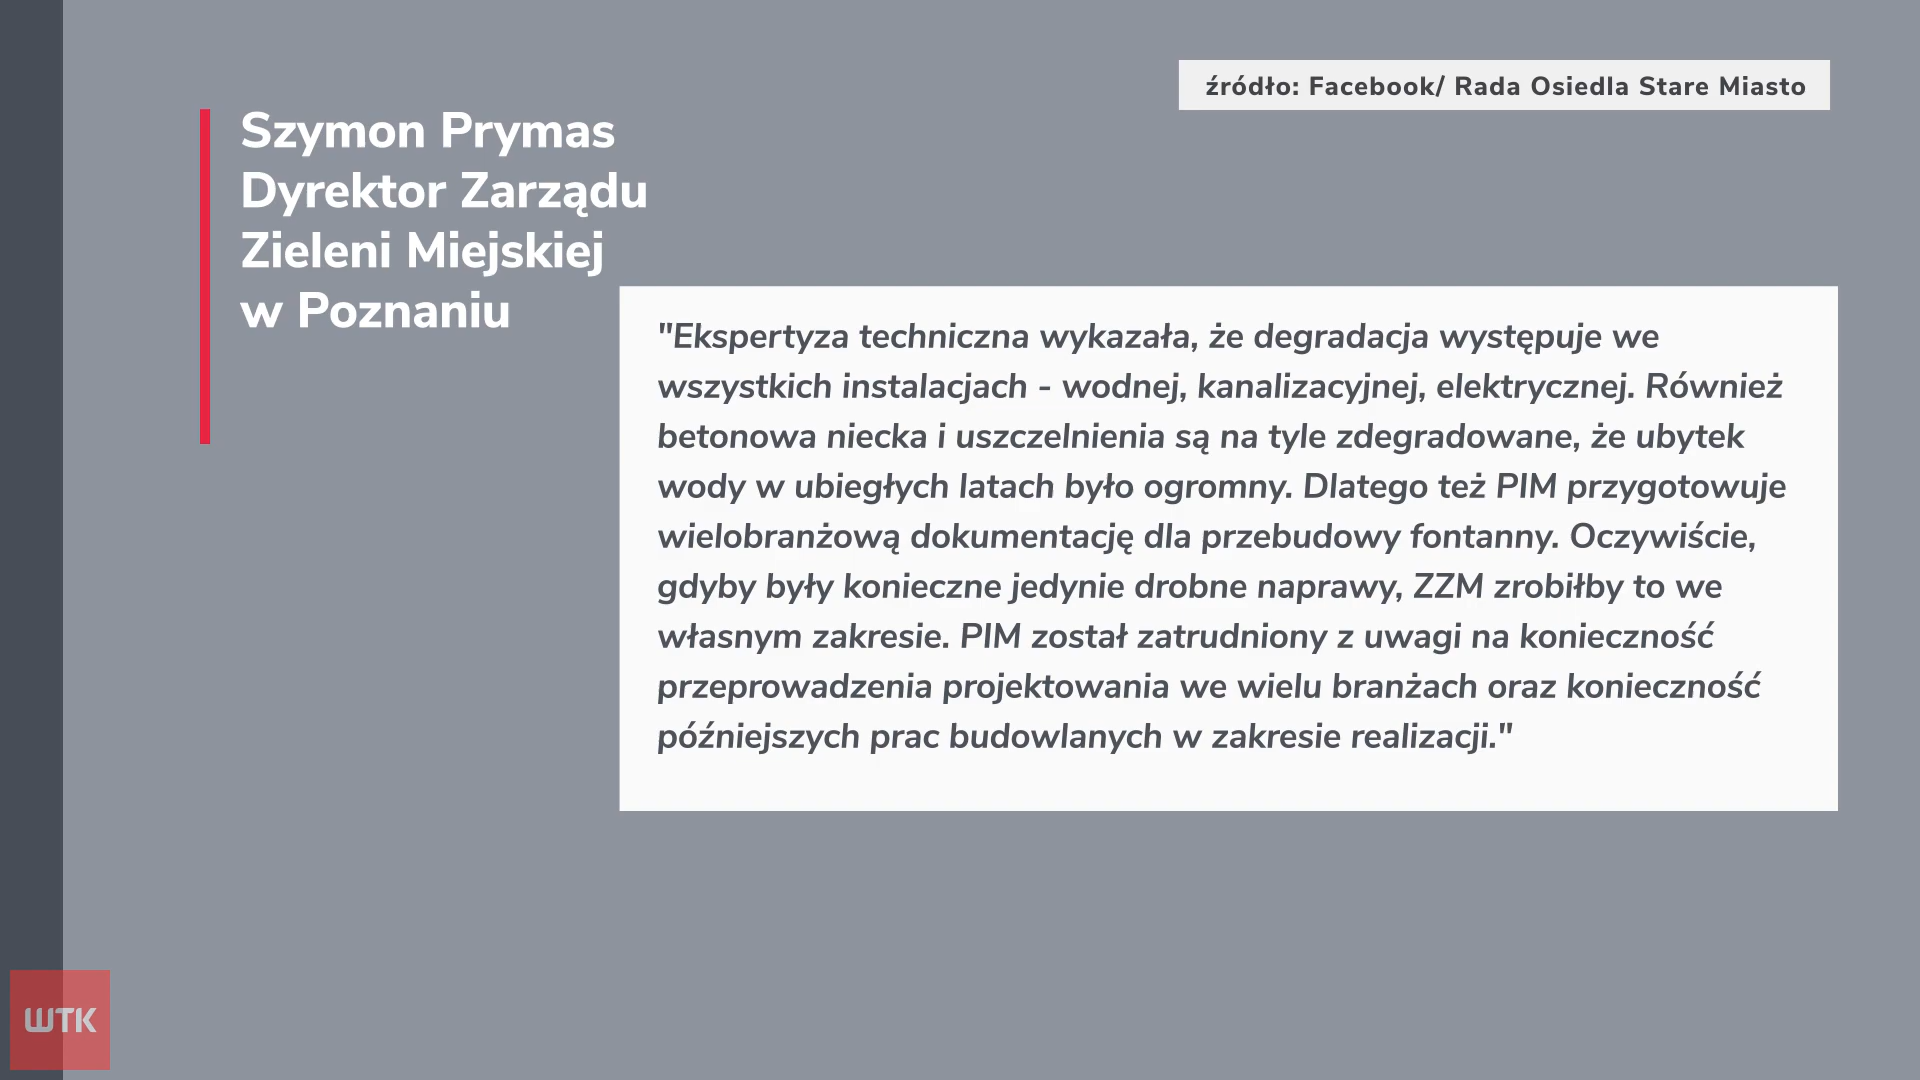 źródło: Facebook/ Rada Osiedla Stare Miasto
Szymon Prymas
Dyrektor Zarządu
Zieleni Miejskiej
w Poznaniu
"Ekspertyza techniczna wykazała, że degradacja występuje we
wszystkich instalacjach - wodnej, kanalizacyjnej, elektrycznej. Również
betonowa niecka i uszczelnienia są na tyle zdegradowane, że ubytek
wody w ubiegłych latach było ogromny. Dlatego też PIM przygotowuje
wielobranżową dokumentację dla przebudowy fontanny. Oczywiście,
gdyby były konieczne jedynie drobne naprawy, ZZM zrobiłby to we
własnym zakresie. PIM został zatrudniony z uwagi na konieczność
przeprowadzenia projektowania we wielu branżach oraz konieczność
późniejszych prac budowlanych w zakresie realizacji."
WTK